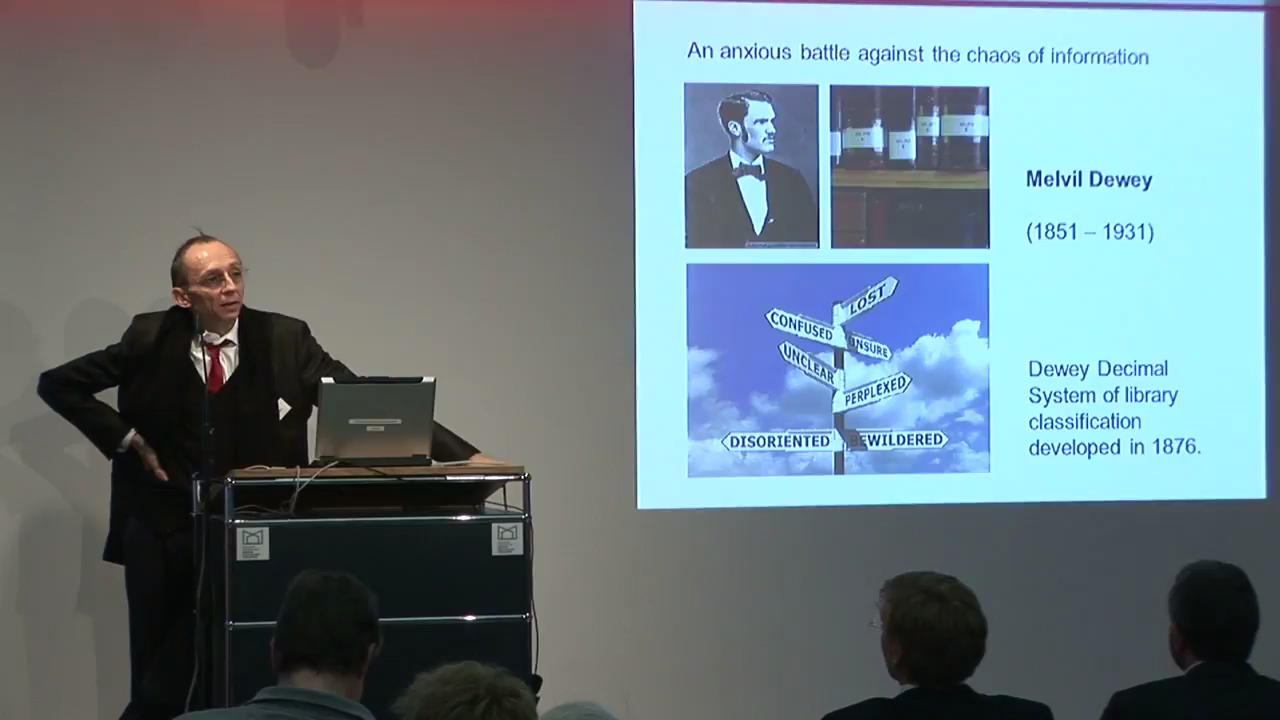 An anxious battle against the chaos of information
Melvil Dewey
(1851 – 1931)
LOST
CONFUSED
UNSURE
UNCLEAR
PERPLEXED
DISORIENTED
BEWILDERED
Dewey Decimal
System of library
classification
developed in 1876.